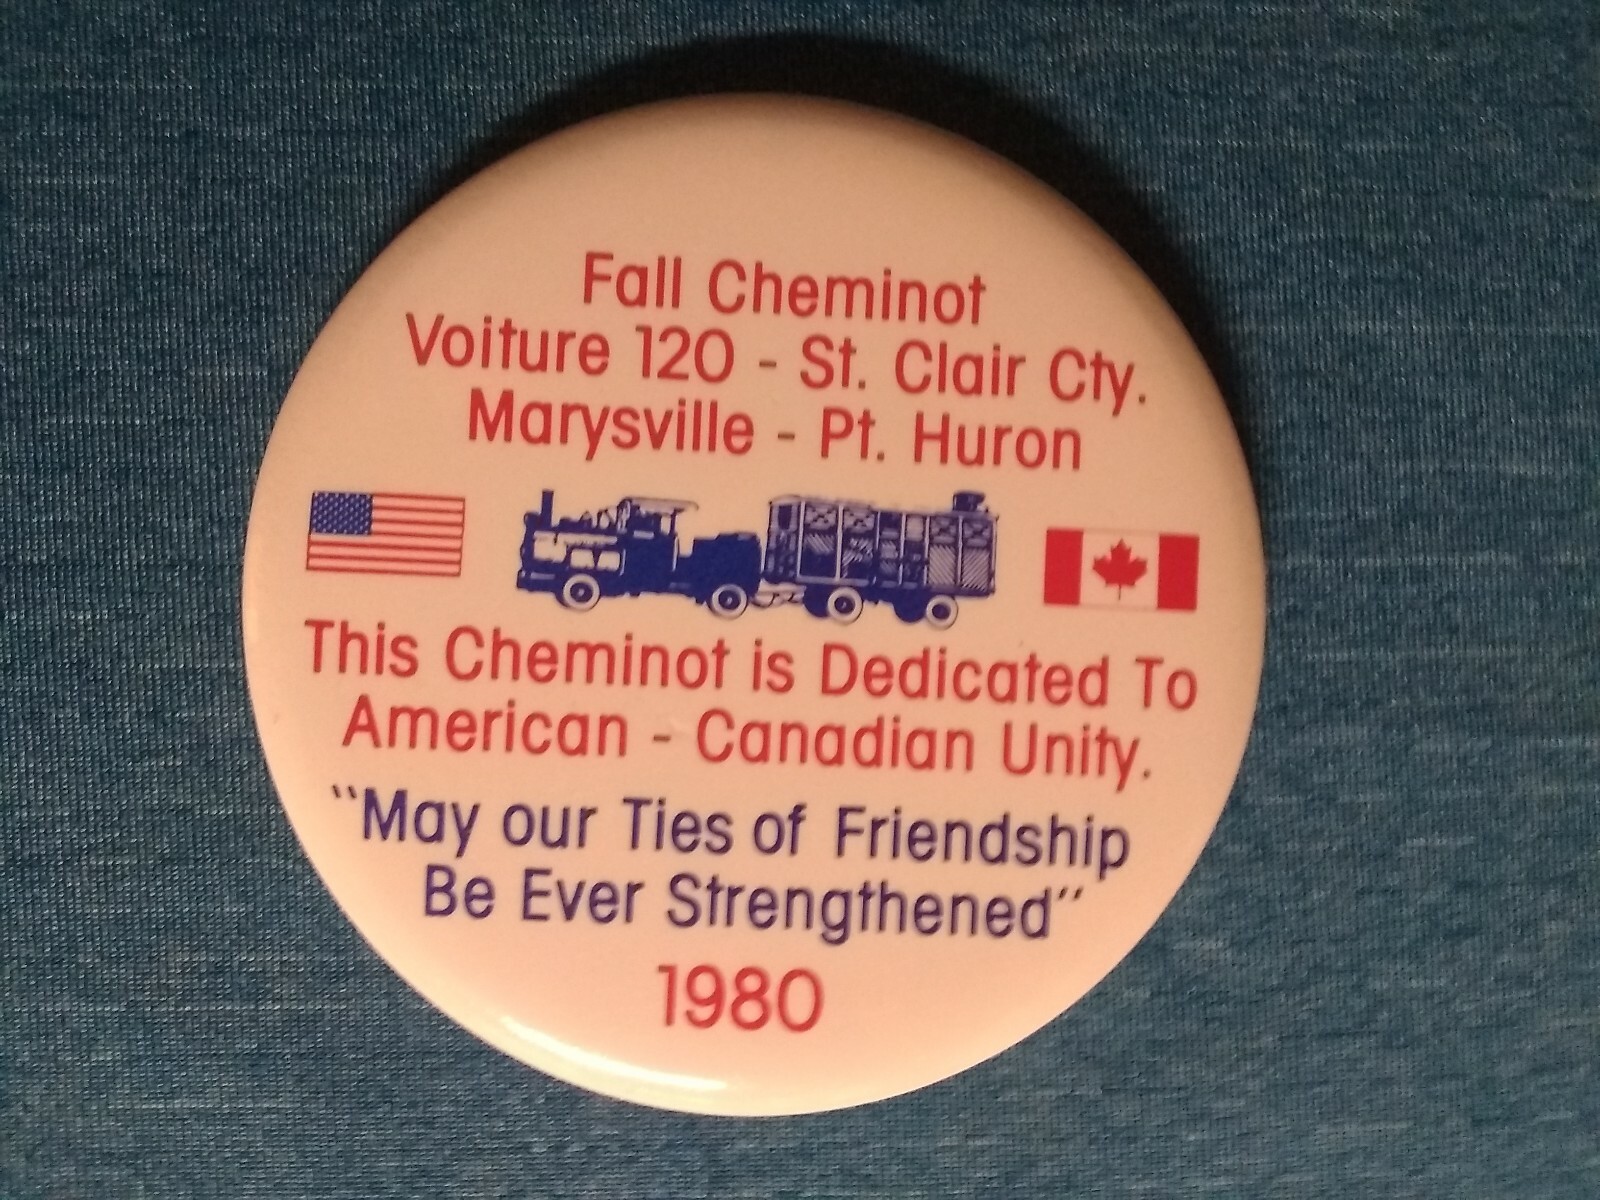 Fall Cheminot
Voiture 120 - St. Clair Cty.
Marysville - Pt. Huron
This Cheminot is Dedicated To
American - Canadian Unity.
"May our Ties of Friendship
Be Ever Strengthened"
1980